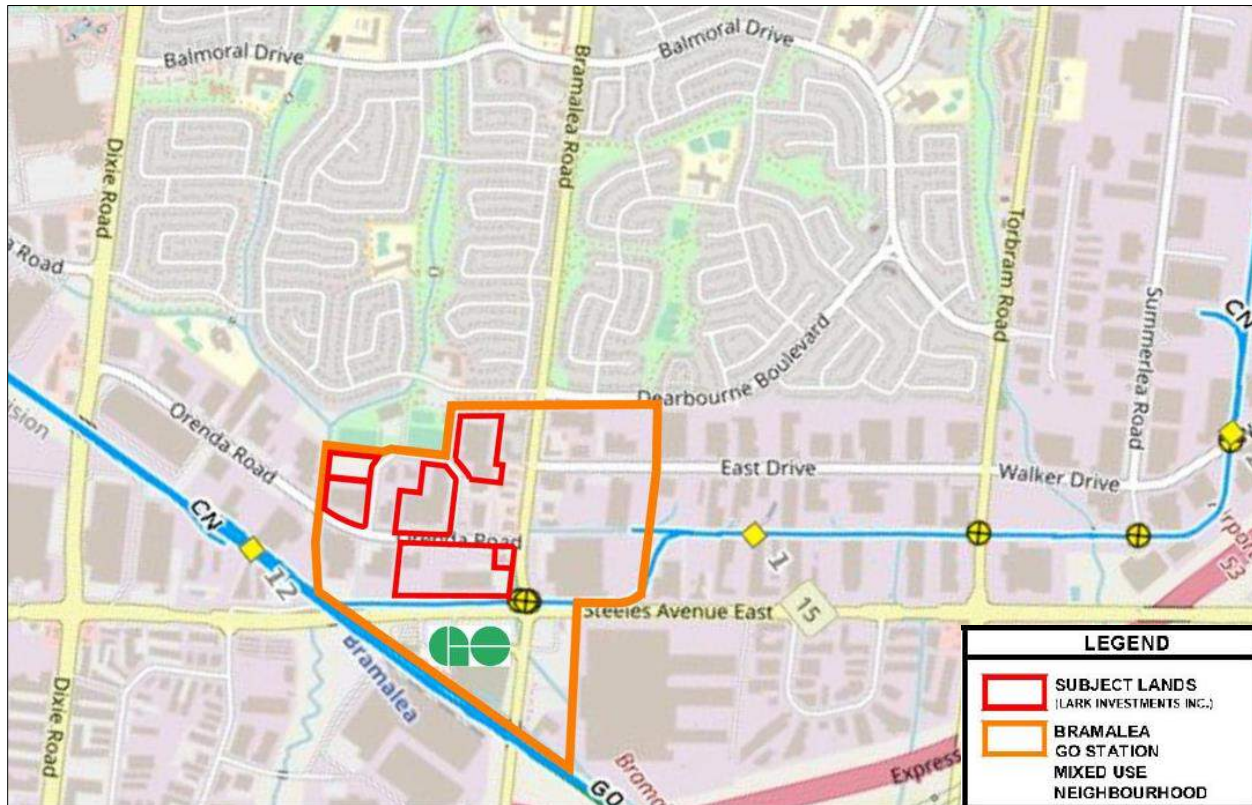 Balmoral Drive
Balmoral Drive
Bramalea Road
Dixie Road
Torbram Road
Road
Summerlea Road
CN
Dearbourne Boulevard
Orenda Road
East Drive
Walker Drive
CN
Orenda Road
12
1
53
Steeles Avenue East
15
GO
Bramalea
Dixie Road
GO
Express
LEGEND
SUBJECT LANDS
(LARK INVESTMENTS INC.)
BRAMALEA
GO STATION
MIXED USE
NEIGHBOURHOOD